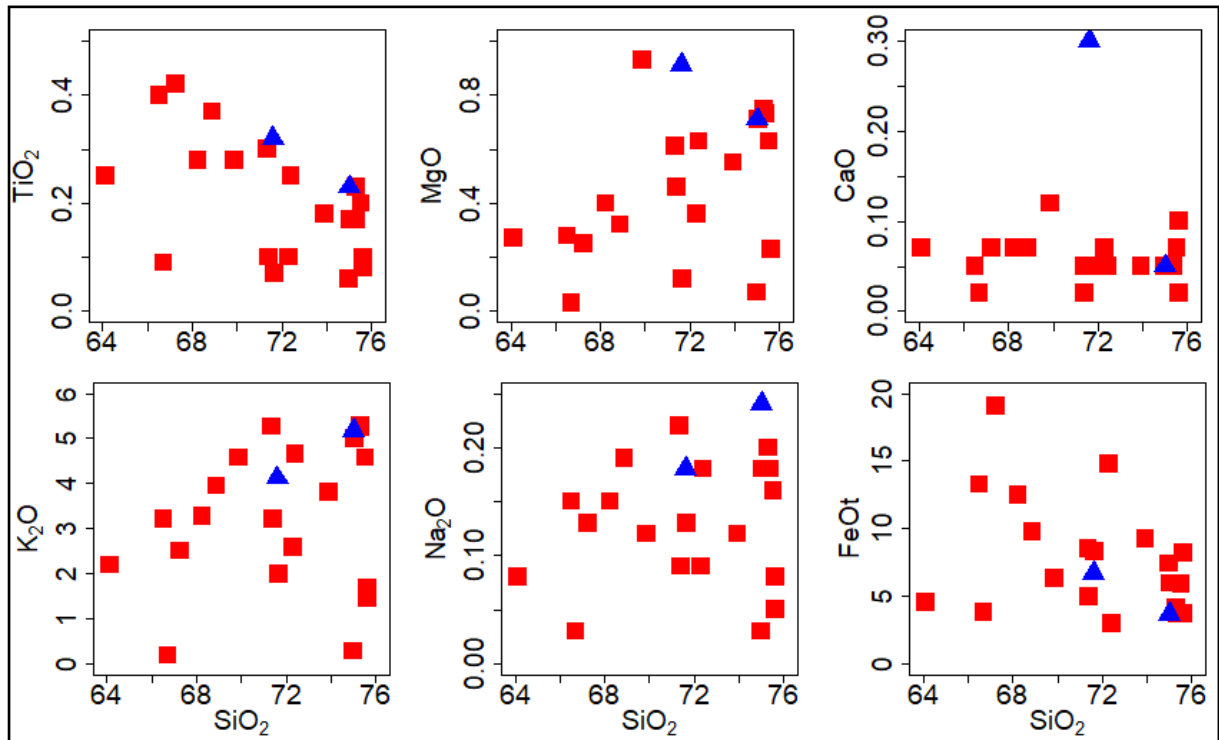 TiO2
0.0 0.2 0.4
64 68 72 76
MgO
0.0 0.4 0.8
64 68 72 76
CaO
0.00 0.10 0.20 0.30
64 68 72 76
K2O
0 1 2 3 4 5 6
64 68 72 76
SiO2
Na2O
0.00 0.10 0.20
64 68 72 76
SiO2
FeOt
0 5 10 15 20
64 68 72 76
SiO2